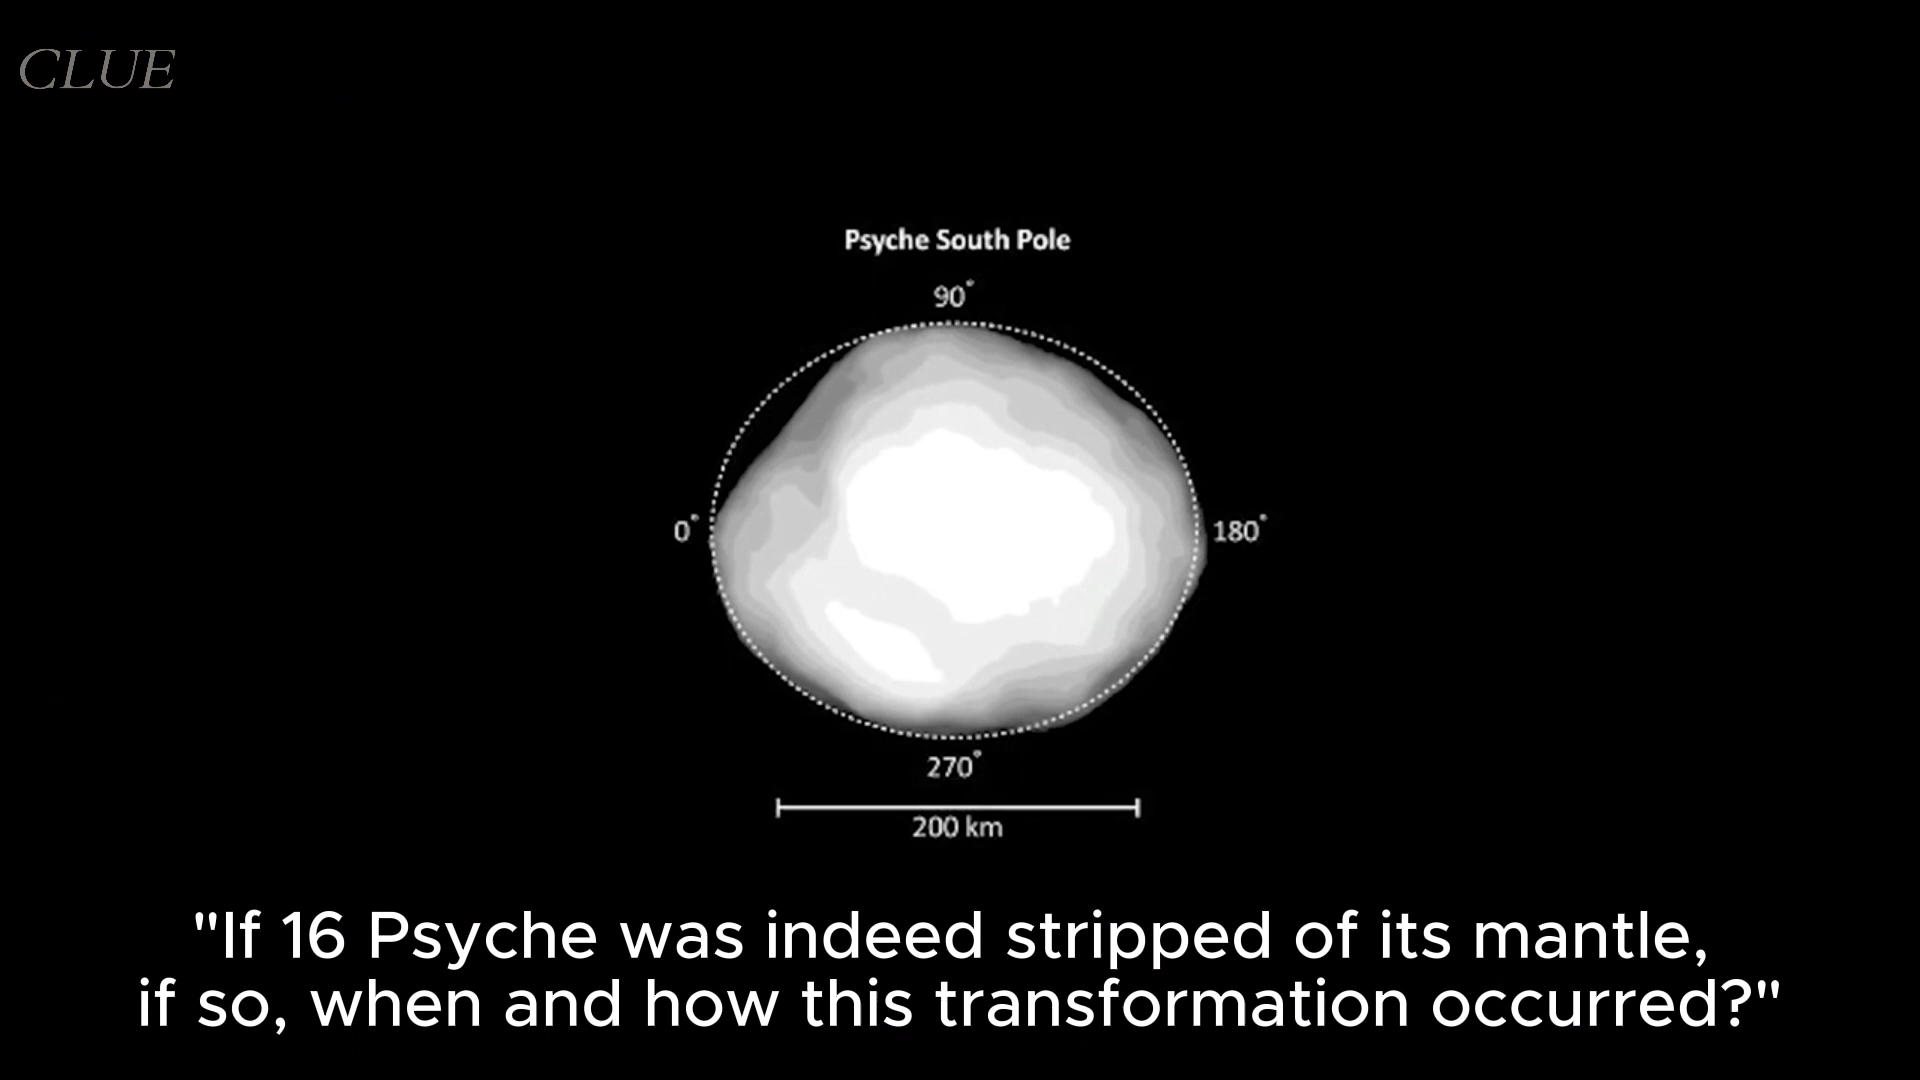 CLUE
Psyche South Pole
90°
0°
180°
270°
200 km
"If 16 Psyche was indeed stripped of its mantle,
if so, when and how this transformation occurred?"